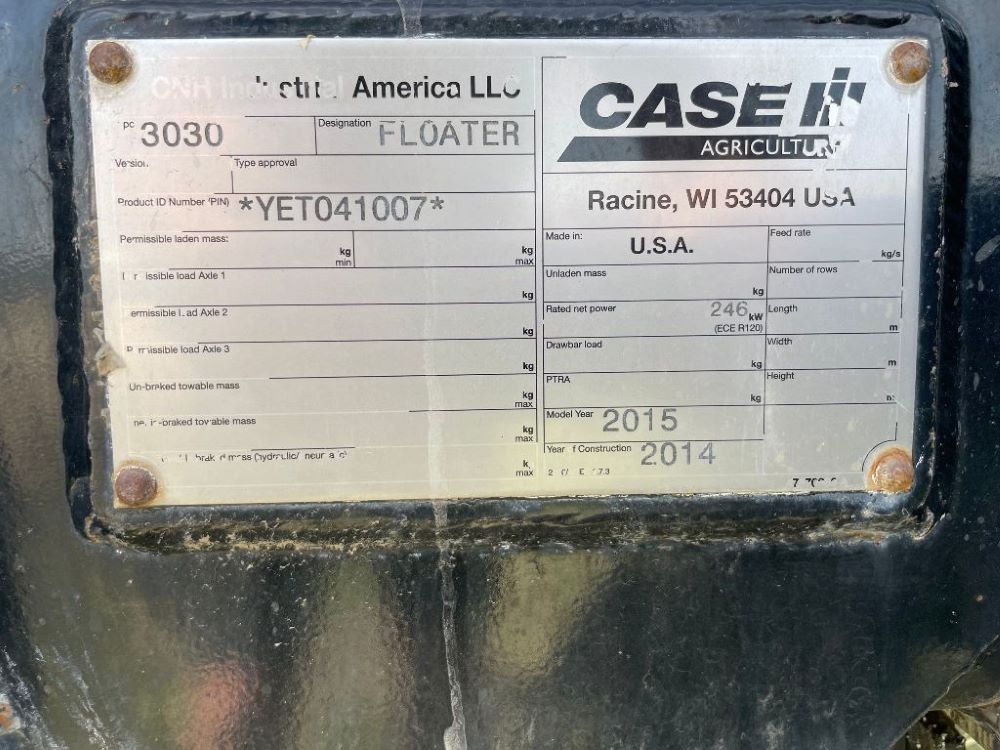 CNH Industrial America LLC
3030
Designation FLOATER
Type approval
Product ID Number (PIN) *YET041007*
Permissible laden mass:
kg min
kg max
issible load Axle 1
kg
ermissible Axle 2
kg
missible load Axle 3
kg
Un-braked towable mass
kg max
-braked towable mass
kg max
max
CASE IH
AGRICULTURE
Racine, WI 53404 USA
Made in: U.S.A.
Feed rate
kg/s
Unladen mass
kg
Number of rows
Rated net power 246 kW
(ECE R120)
Length
m
Drawbar load
kg
Width
m
PTRA
kg
Height
Model Year 2015
Year f Construction 2014